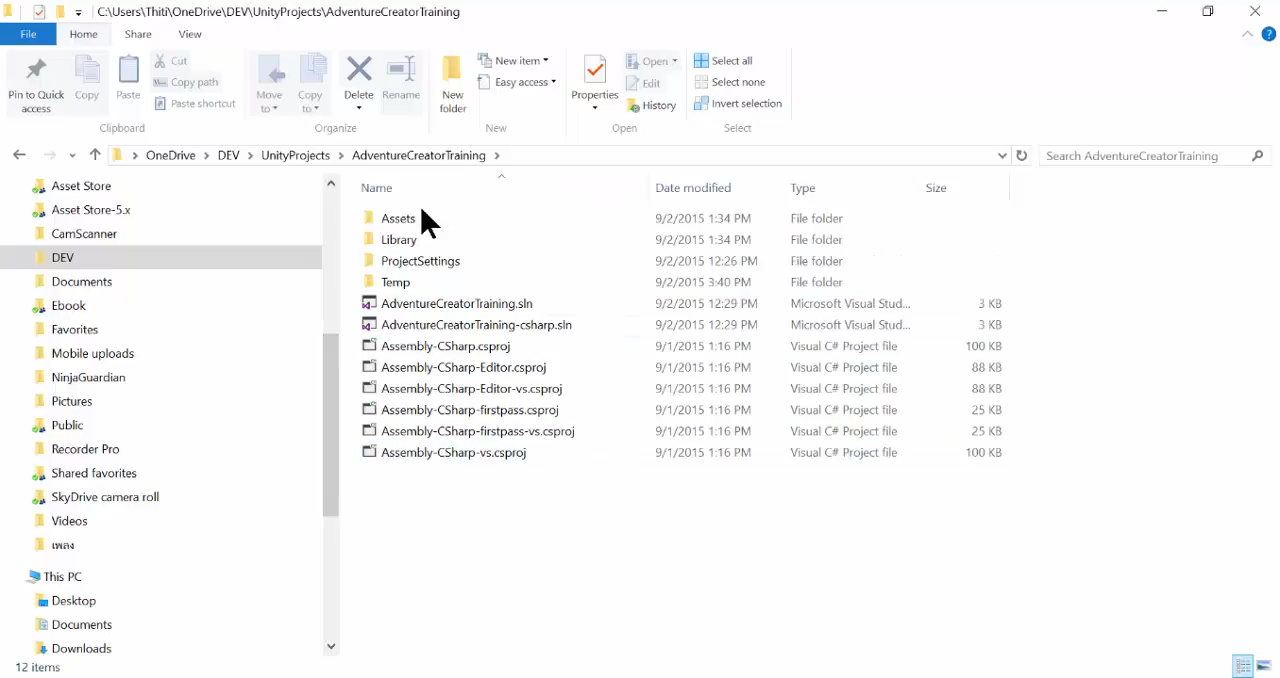 C:\Users\Thiti\OneDrive\DEV\UnityProjects\AdventureCreatorTraining
File Home Share View
Pin to Quick access
Copy
Paste
Cut
Copy path
Paste shortcut
Clipboard
Move to
Copy to
Delete
Rename
Organize
New folder
New item
Easy access
New
Properties
Open
Edit
History
Open
Select all
Select none
Invert selection
Select
OneDrive > DEV > UnityProjects > AdventureCreatorTraining >
Search AdventureCreatorTraining
Asset Store
Asset Store-5.x
CamScanner
DEV
Documents
Ebook
Favorites
Mobile uploads
NinjaGuardian
Pictures
Public
Recorder Pro
Shared favorites
SkyDrive camera roll
Videos
เพลง
This PC
Desktop
Documents
Downloads
Name Date modified Type Size
Assets 9/2/2015 1:34 PM File folder
Library 9/2/2015 1:34 PM File folder
ProjectSettings 9/2/2015 12:26 PM File folder
Temp 9/2/2015 3:40 PM File folder
AdventureCreatorTraining.sln 9/2/2015 12:29 PM Microsoft Visual Stud... 3 KB
AdventureCreatorTraining-csharp.sln 9/2/2015 12:29 PM Microsoft Visual Stud... 3 KB
Assembly-CSharp.csproj 9/1/2015 1:16 PM Visual C# Project file 100 KB
Assembly-CSharp-Editor.csproj 9/1/2015 1:16 PM Visual C# Project file 88 KB
Assembly-CSharp-Editor-vs.csproj 9/1/2015 1:16 PM Visual C# Project file 88 KB
Assembly-CSharp-firstpass.csproj 9/1/2015 1:16 PM Visual C# Project file 25 KB
Assembly-CSharp-firstpass-vs.csproj 9/1/2015 1:16 PM Visual C# Project file 25 KB
Assembly-CSharp-vs.csproj 9/1/2015 1:16 PM Visual C# Project file 100 KB
12 items